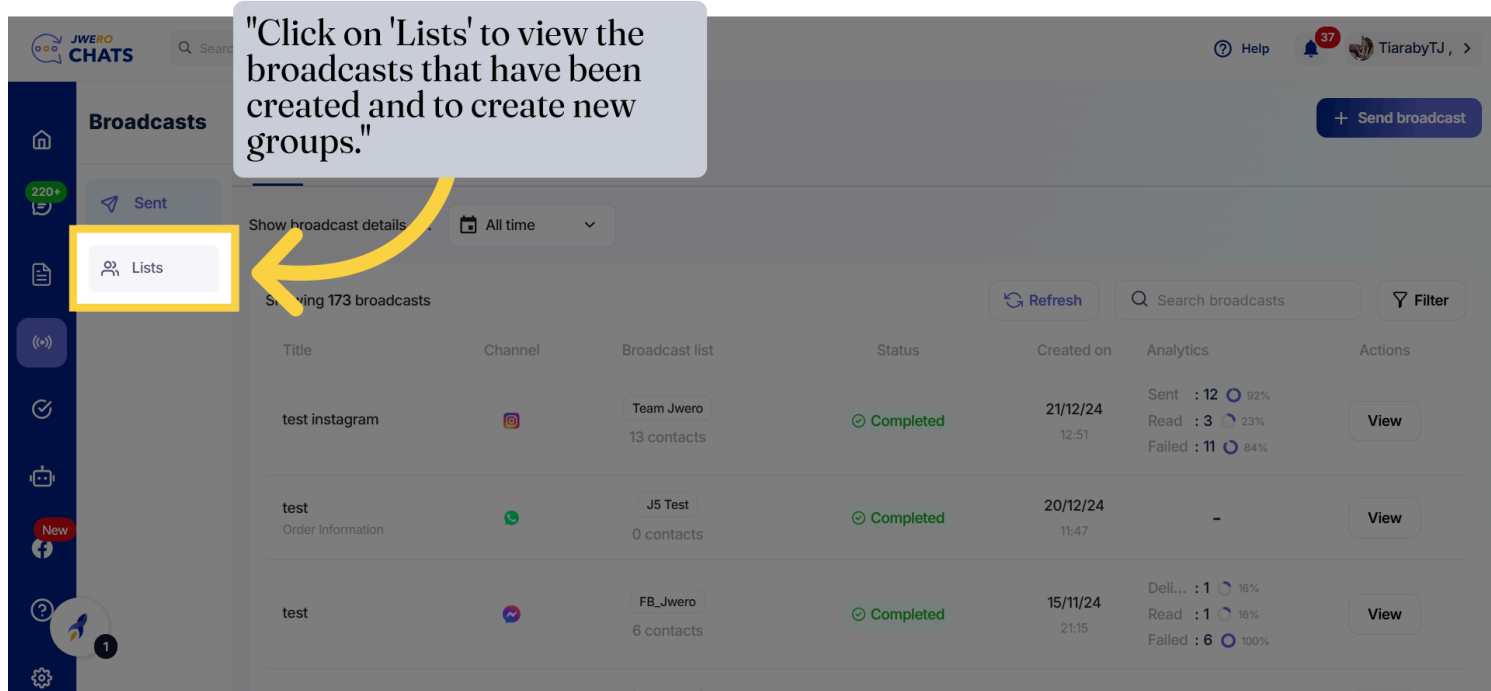 JWERO
CHATS
Searc
"Click on 'Lists' to view the
broadcasts that have been
created and to create new
groups."
Help
37
TiarabyTJ ,
Broadcasts
+ Send broadcast
220+
Sent
Lists
Show broadcast details
All time
Showing 173 broadcasts
Refresh
Search broadcasts
Filter
Title Channel Broadcast list Status Created on Analytics Actions
test instagram
Team Jwero
13 contacts
Completed
21/12/24
12:51
Sent : 12 92%
Read : 3 23%
Failed : 11 84%
View
test
Order Information
J5 Test
0 contacts
Completed
20/12/24
11:47
-
View
New
test
FB_Jwero
6 contacts
Completed
15/11/24
21:15
Deli... : 1 16%
Read : 1 16%
Failed : 6 100%
View
1